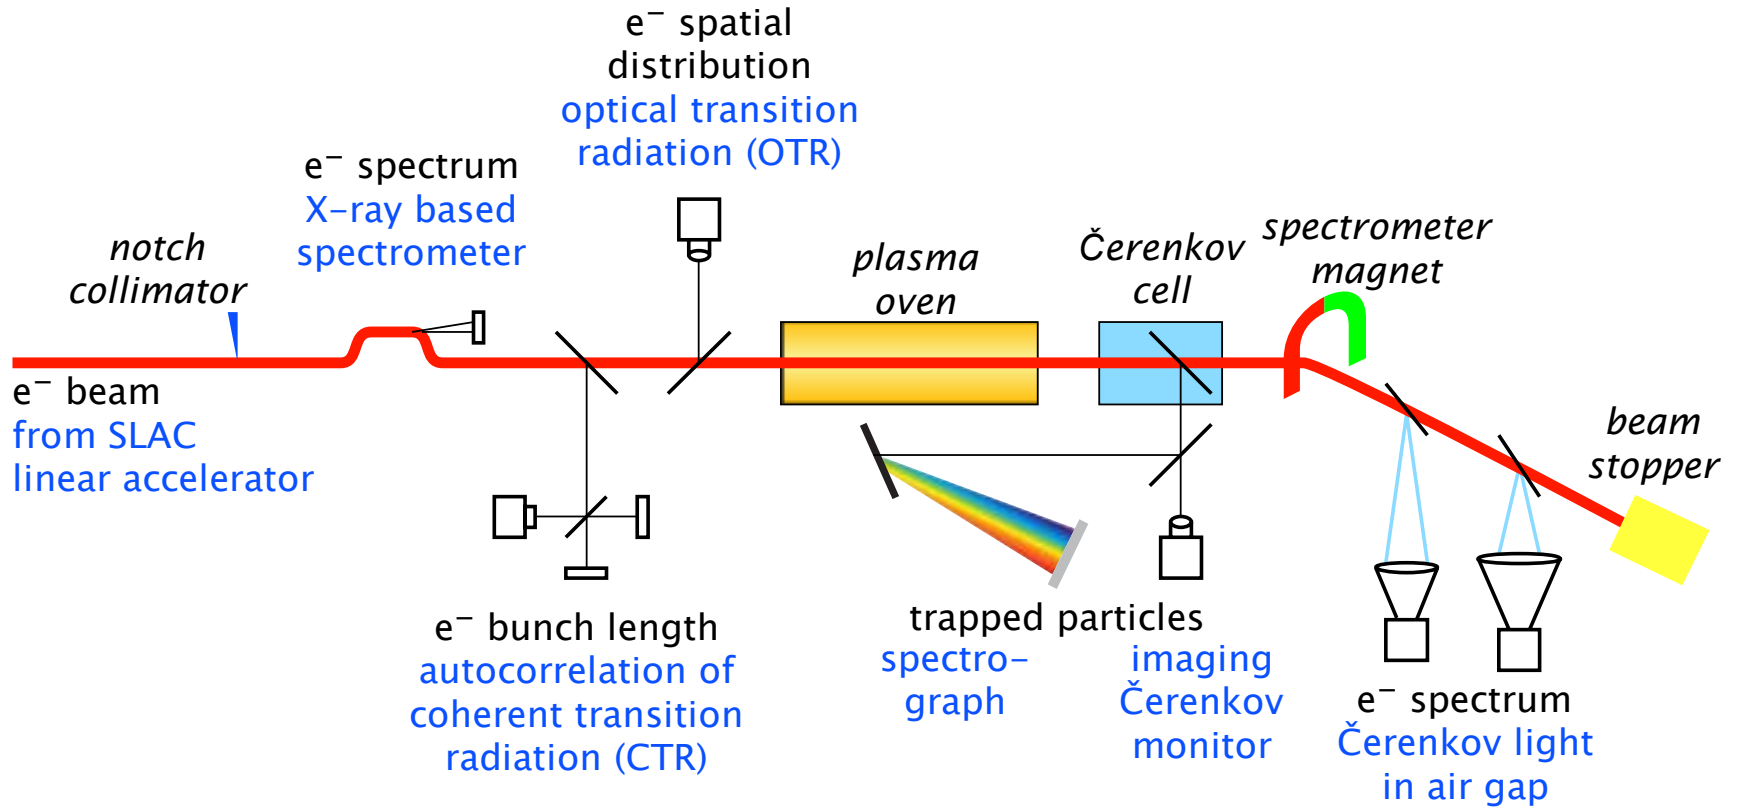 e⁻ spatial
distribution
optical transition
radiation (OTR)
e⁻ spectrum
X-ray based
spectrometer
notch
collimator
plasma
oven
Čerenkov
cell
spectrometer
magnet
e⁻ beam
from SLAC
linear accelerator
beam
stopper
e⁻ bunch length
autocorrelation of
coherent transition
radiation (CTR)
trapped particles
spectro-
graph
imaging
Čerenkov
monitor
e⁻ spectrum
Čerenkov light
in air gap